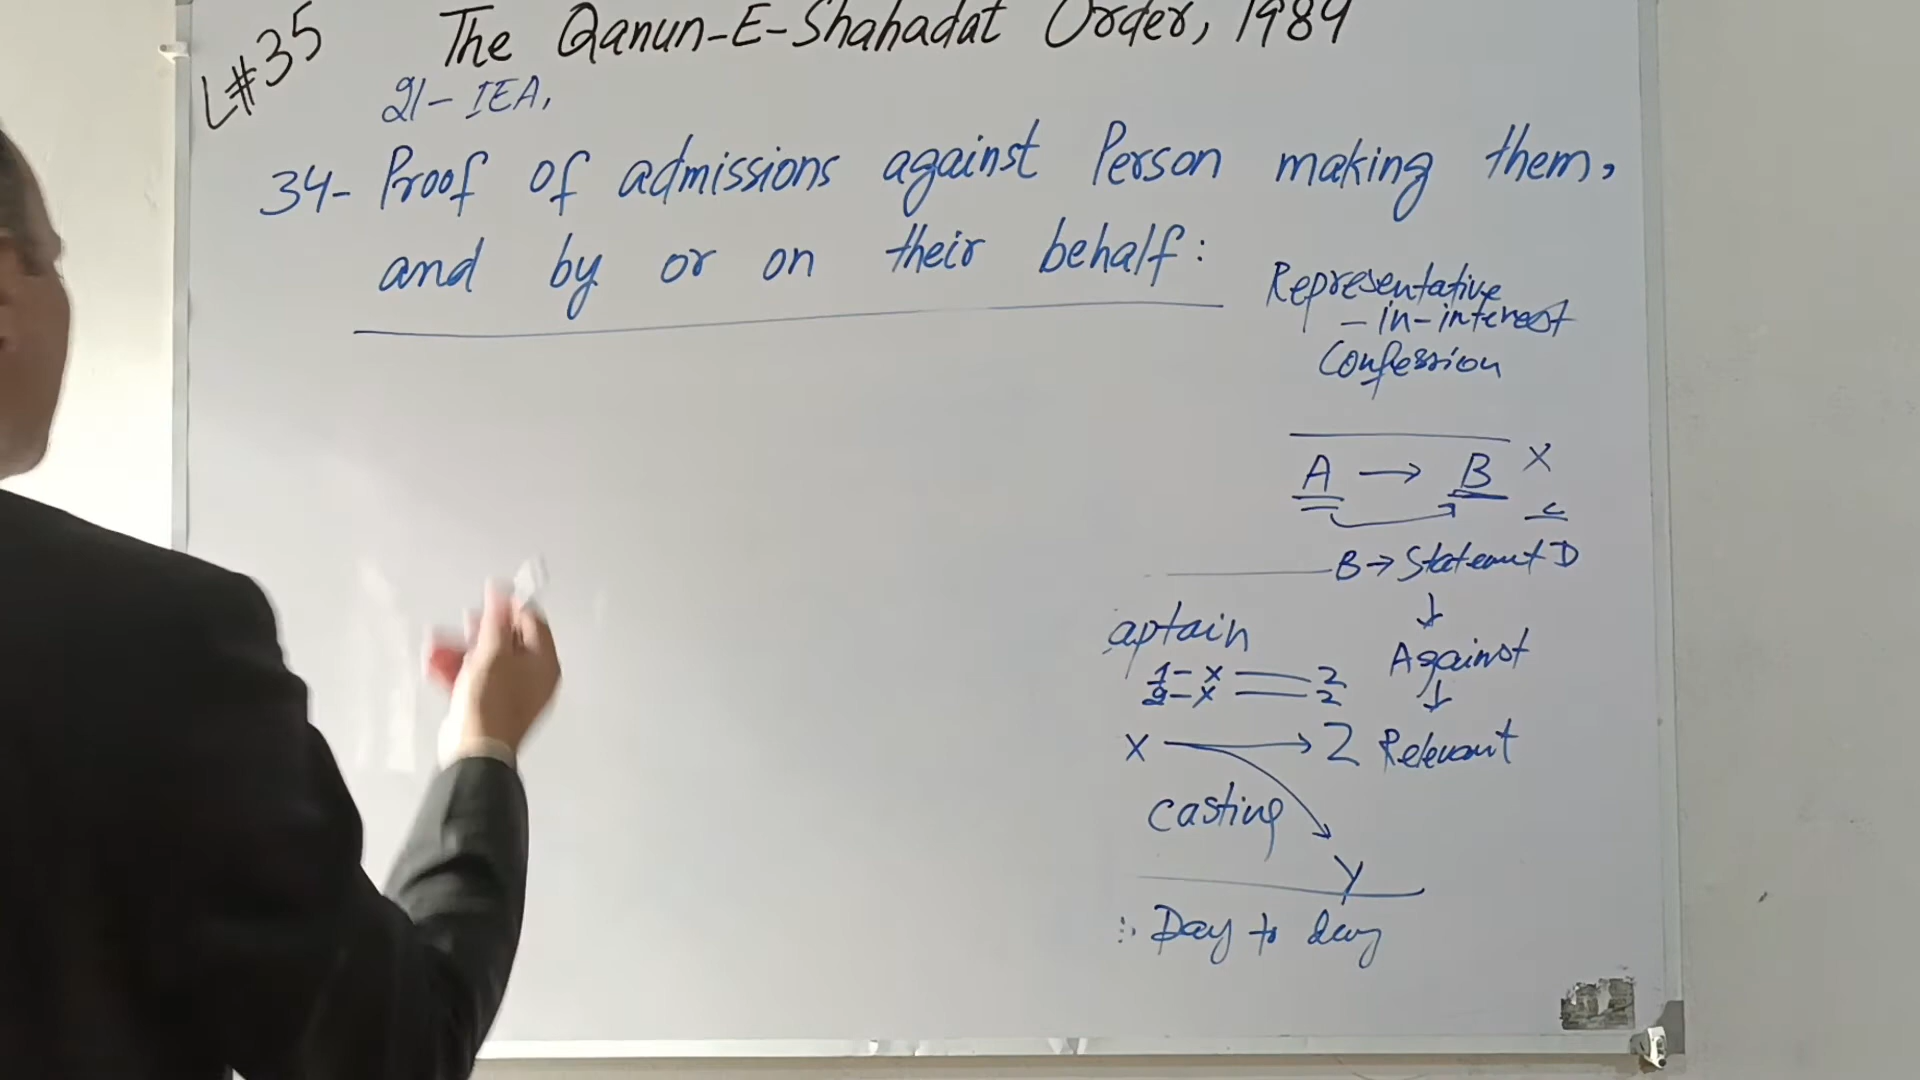 L#35
The Qanun-E-Shahadat Order, 1984
21- IEA,
34- Proof of admissions against Person making them,
and by or on their behalf:
Representative
-in-interest
Confession
A → B X
B → Statement D
↓
Against
↓
Relevant
aptain
1- X 2
2- X 2
X → 2
casting
Y
Day to day